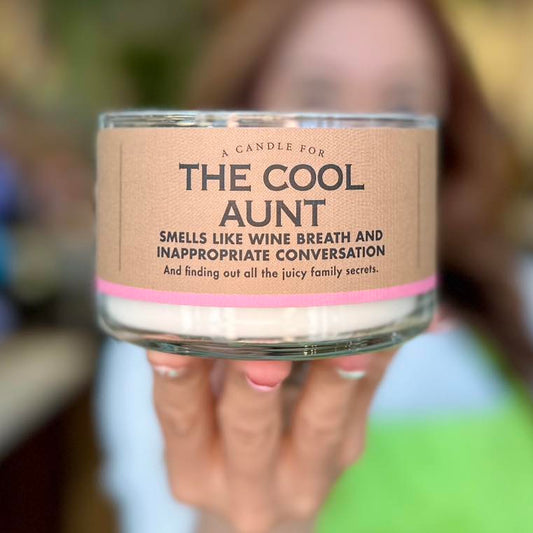 A CANDLE FOR
THE COOL
AUNT
SMELLS LIKE WINE BREATH AND
INAPPROPRIATE CONVERSATION
And finding out all the juicy family secrets.